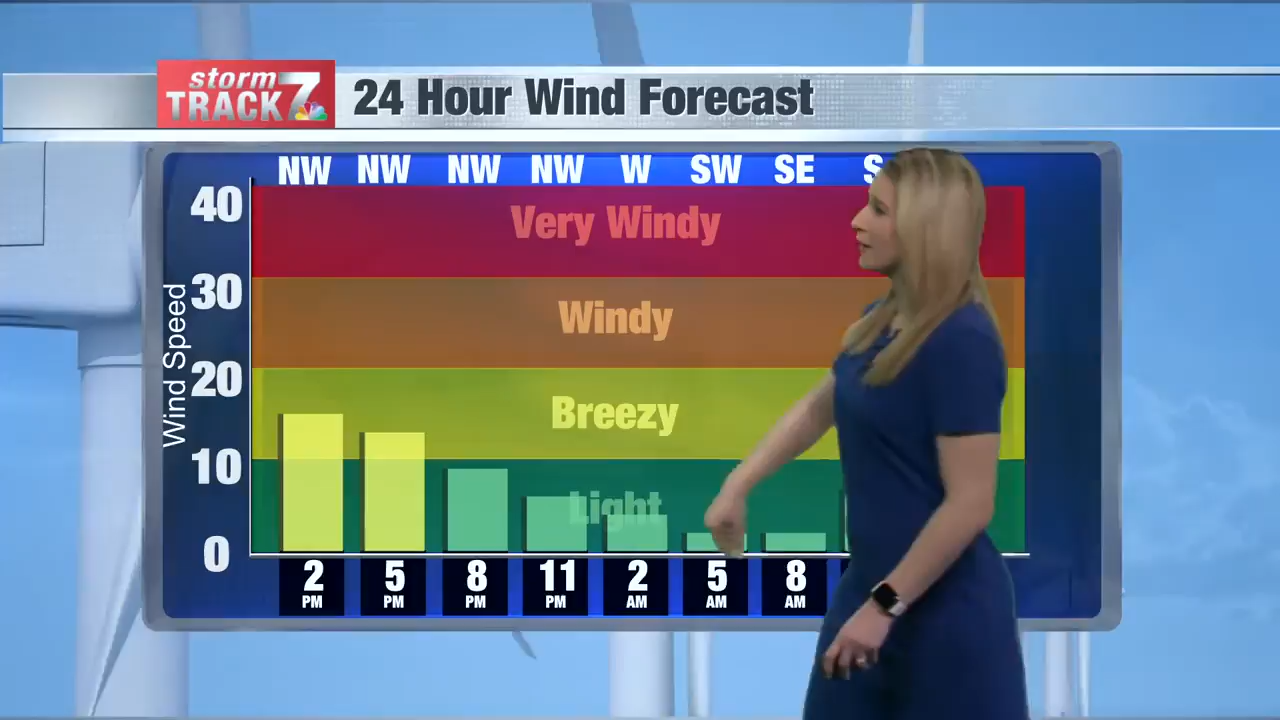 storm
TRACK 7
24 Hour Wind Forecast
NW NW NW NW W SW SE
40
Very Windy
30
Windy
Wind Speed
20
Breezy
10
Light
0
2 5 8 11 2 5 8
PM PM PM PM AM AM AM